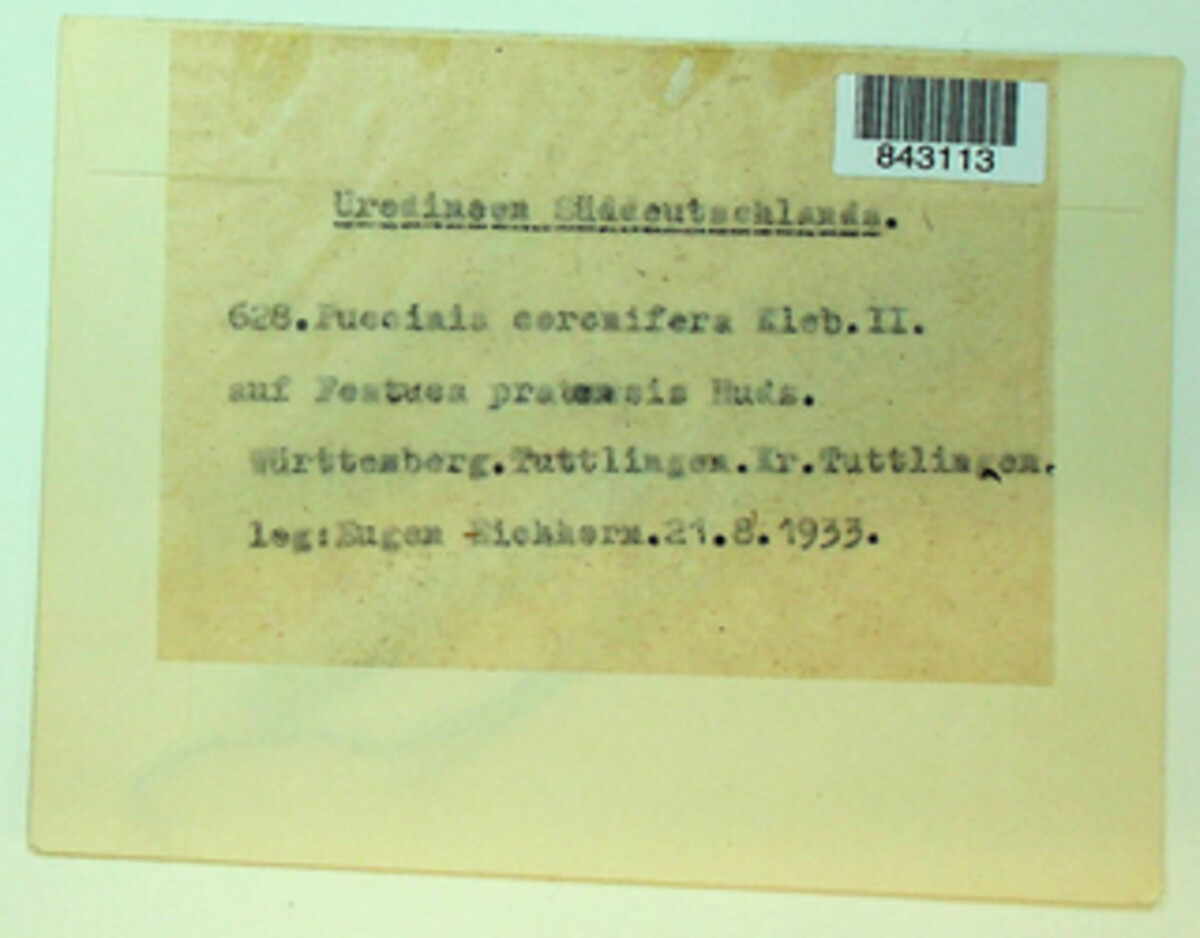 843113
Uredineen Süddeutschlands.
628.Puccinia coronifera Kleb.II.
auf Festuca pratensis Huds.
Württemberg.Tuttlingen.Kr.Tuttlingen.
leg:Eugen Eichhorn.21.8.1933.